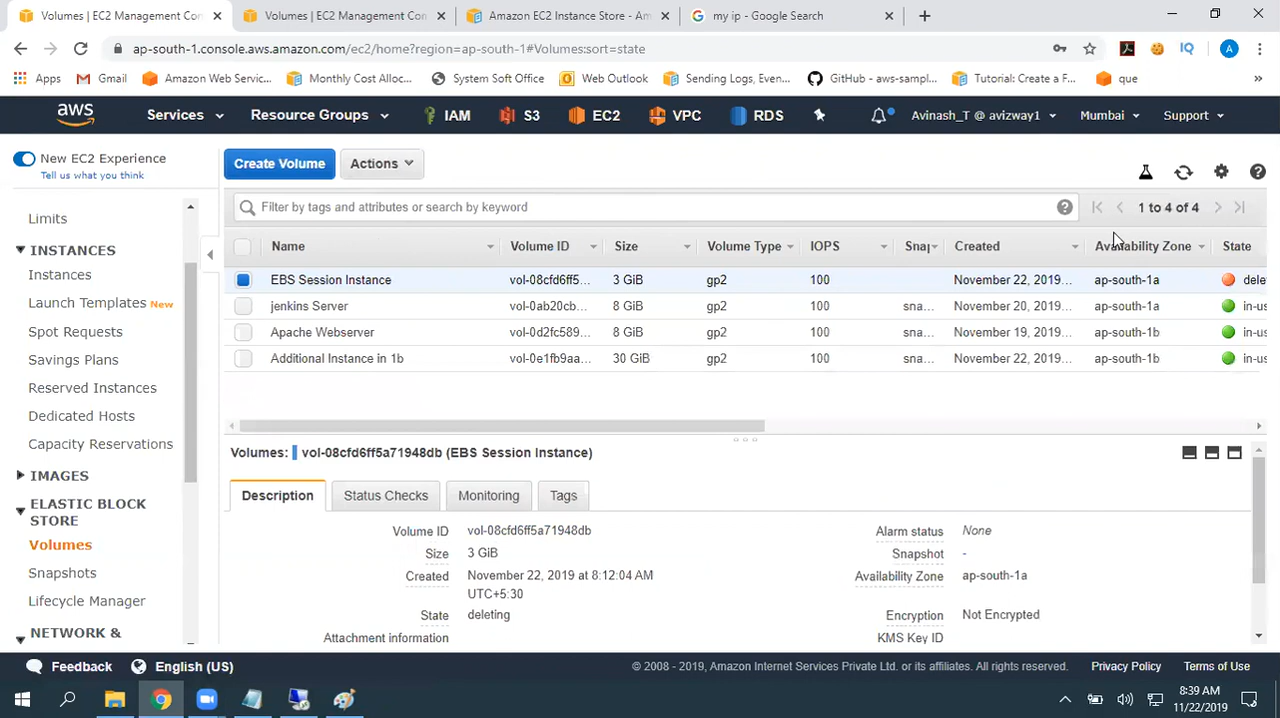 Volumes | EC2 Management Con
Volumes | EC2 Management Con
Amazon EC2 Instance Store - Am
my ip - Google Search
ap-south-1.console.aws.amazon.com/ec2/home?region=ap-south-1#Volumes:sort=state
Apps
Gmail
Amazon Web Servic...
Monthly Cost Alloc...
System Soft Office
Web Outlook
Sending Logs, Even...
GitHub - aws-sampl...
Tutorial: Create a F...
que
aws
Services
Resource Groups
IAM
S3
EC2
VPC
RDS
Avinash_T @ avizway1
Mumbai
Support
New EC2 Experience
Tell us what you think
Limits
INSTANCES
Instances
Launch Templates New
Spot Requests
Savings Plans
Reserved Instances
Dedicated Hosts
Capacity Reservations
IMAGES
ELASTIC BLOCK
STORE
Volumes
Snapshots
Lifecycle Manager
NETWORK &
Create Volume
Actions
Filter by tags and attributes or search by keyword
1 to 4 of 4
Name Volume ID Size Volume Type IOPS Snap Created Availability Zone State
EBS Session Instance vol-08cfd6ff5... 3 GiB gp2 100 November 22, 2019... ap-south-1a dele
jenkins Server vol-0ab20cb... 8 GiB gp2 100 sna... November 20, 2019... ap-south-1a in-us
Apache Webserver vol-0d2fc589... 8 GiB gp2 100 sna... November 19, 2019... ap-south-1b in-us
Additional Instance in 1b vol-0e1fb9aa... 30 GiB gp2 100 sna... November 22, 2019... ap-south-1b in-us
Volumes: vol-08cfd6ff5a71948db (EBS Session Instance)
Description
Status Checks
Monitoring
Tags
Volume ID vol-08cfd6ff5a71948db
Size 3 GiB
Created November 22, 2019 at 8:12:04 AM
UTC+5:30
State deleting
Attachment information
Alarm status None
Snapshot -
Availability Zone ap-south-1a
Encryption Not Encrypted
KMS Key ID
Feedback
English (US)
© 2008 - 2019, Amazon Internet Services Private Ltd. or its affiliates. All rights reserved.
Privacy Policy
Terms of Use
8:39 AM
11/22/2019